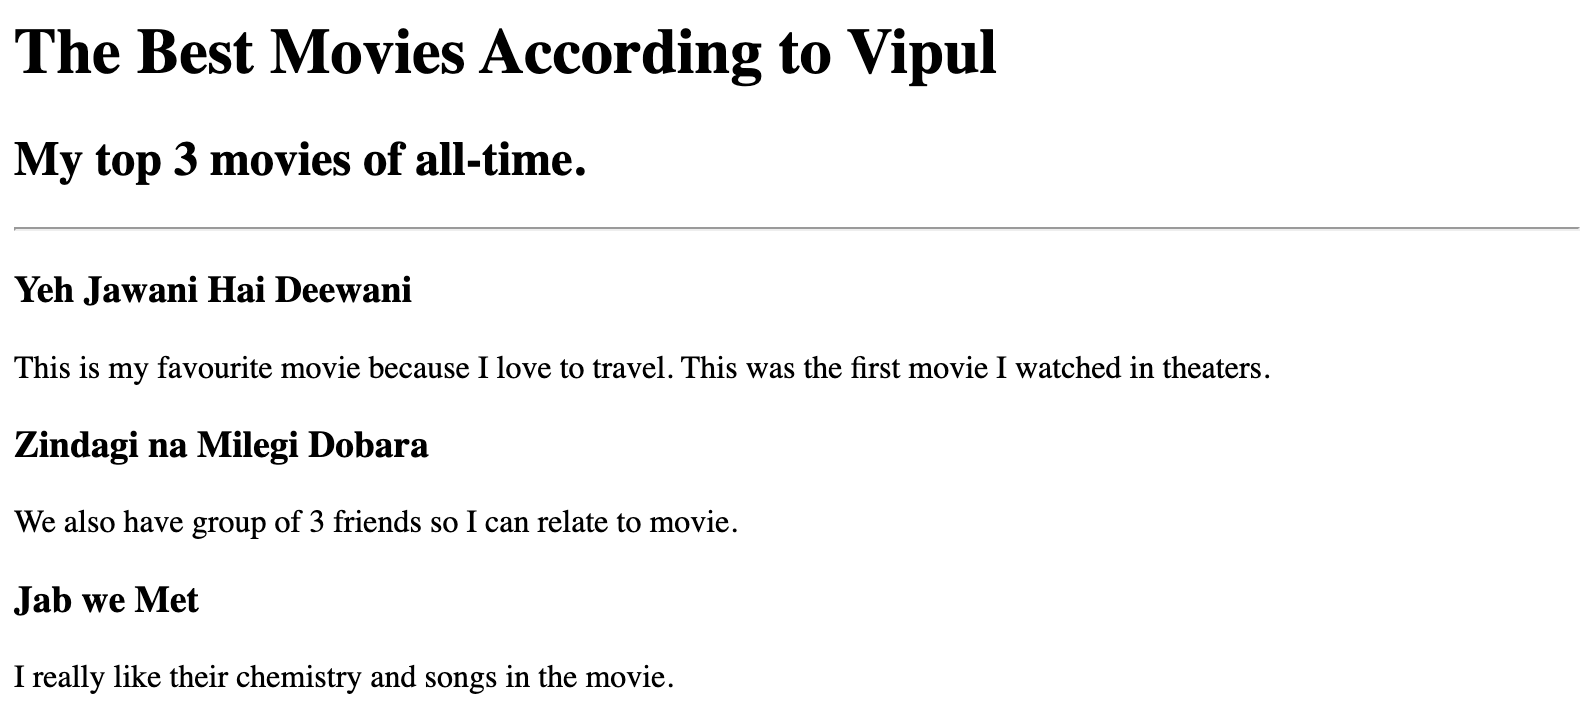 The Best Movies According to Vipul
My top 3 movies of all-time.
Yeh Jawani Hai Deewani
This is my favourite movie because I love to travel. This was the first movie I watched in theaters.
Zindagi na Milegi Dobara
We also have group of 3 friends so I can relate to movie.
Jab we Met
I really like their chemistry and songs in the movie.